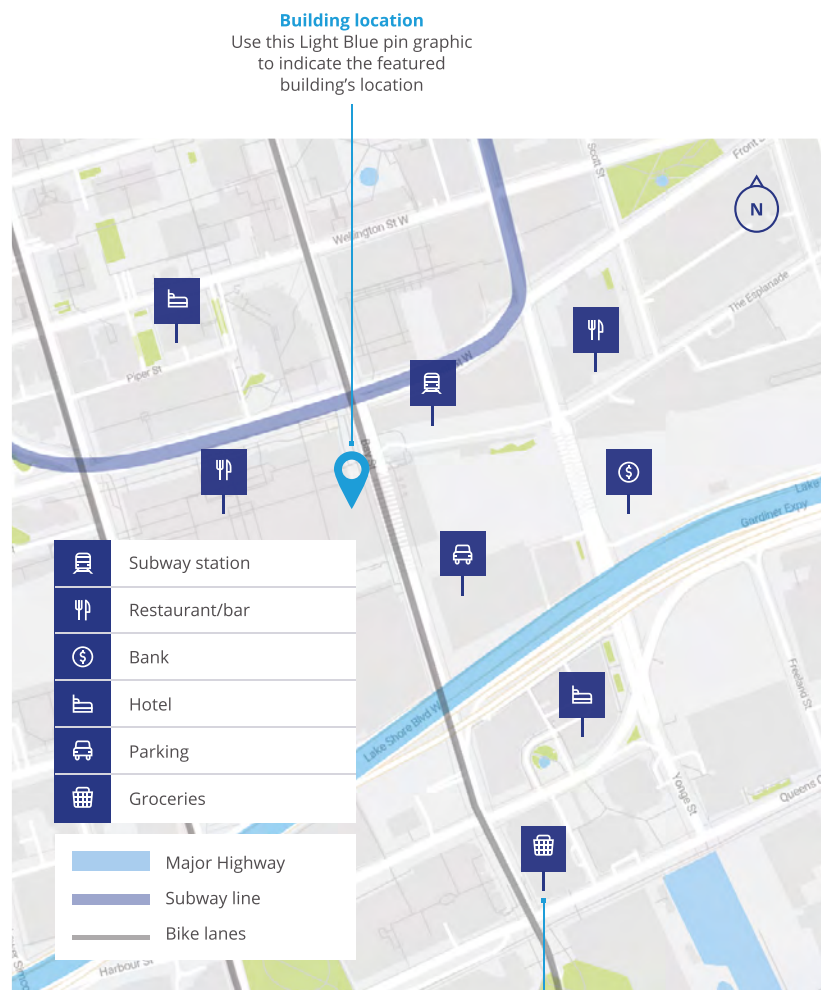 Building location
Use this Light Blue pin graphic
to indicate the featured
building's location
Scott St
Front
N
Wellington St W
The Esplanade
Piper St
W
Bay
Lake
Gardiner Expy
Subway station
Restaurant/bar
Bank
Hotel
Parking
Groceries
Lake Shore Blvd W
Freeland St
Yonge St
Queens
Major Highway
Subway line
Bike lanes
Harbour St